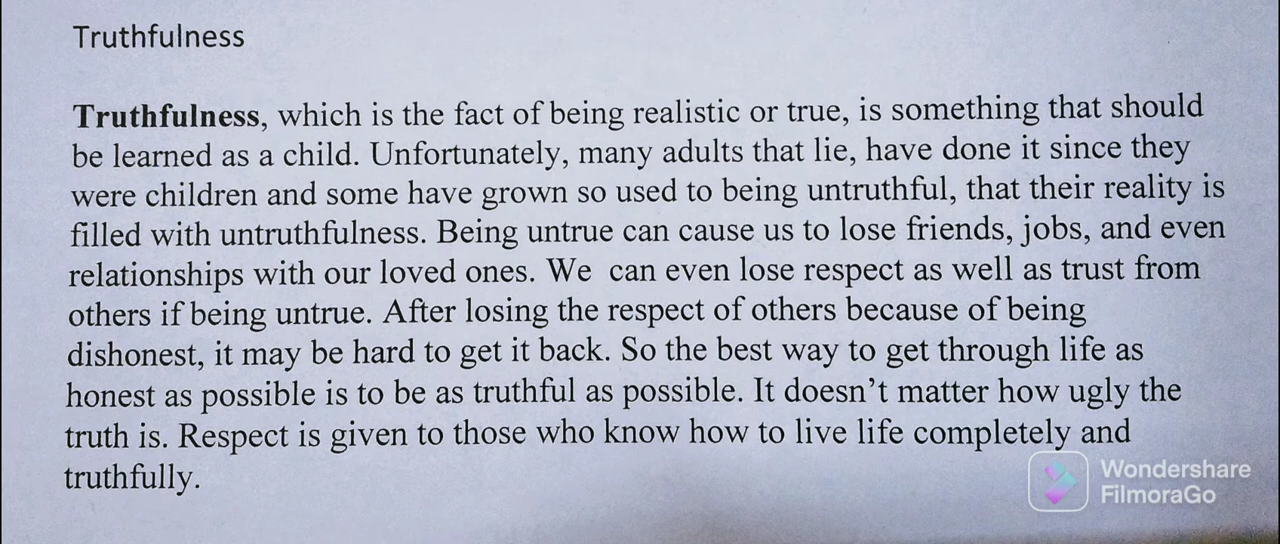 Truthfulness
Truthfulness, which is the fact of being realistic or true, is something that should
be learned as a child. Unfortunately, many adults that lie, have done it since they
were children and some have grown so used to being untruthful, that their reality is
filled with untruthfulness. Being untrue can cause us to lose friends, jobs, and even
relationships with our loved ones. We  can even lose respect as well as trust from
others if being untrue. After losing the respect of others because of being
dishonest, it may be hard to get it back. So the best way to get through life as
honest as possible is to be as truthful as possible. It doesn’t matter how ugly the
truth is. Respect is given to those who know how to live life completely and
truthfully.
Wondershare
FilmoraGo